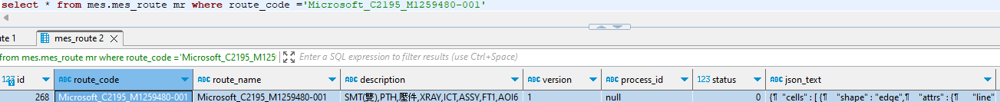 select * from mes.mes_route mr where route_code ='Microsoft_C2195_M1259480-001'
ute 1
mes_route 2
from mes.mes_route mr where route_code ='Microsoft_C2195_M125
Enter a SQL expression to filter results (use Ctrl+Space)
123 id ABC route_code ABC route_name ABC description ABC version ABC process_id 123 status ABC json_text
268 Microsoft_C2195_M1259480-001 Microsoft_C2195_M1259480-001 SMT(雙),PTH,壓件,XRAY,ICT,ASSY,FT1,AOI6 1 null 0 {¶ "cells" : [ {¶ "shape" : "edge",¶ "attrs" : {¶ "line"